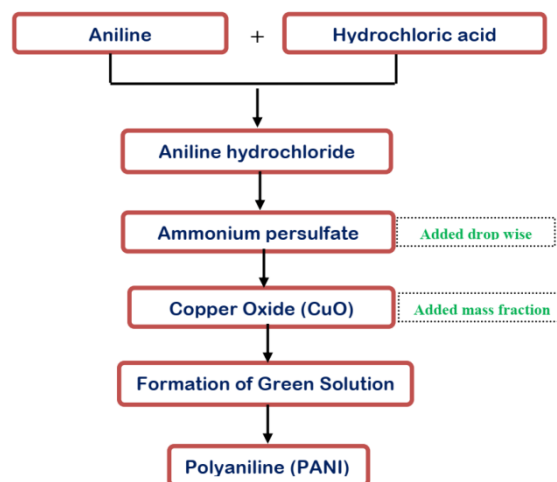 Aniline + Hydrochloric acid
Aniline hydrochloride
Ammonium persulfate Added drop wise
Copper Oxide (CuO) Added mass fraction
Formation of Green Solution
Polyaniline (PANI)